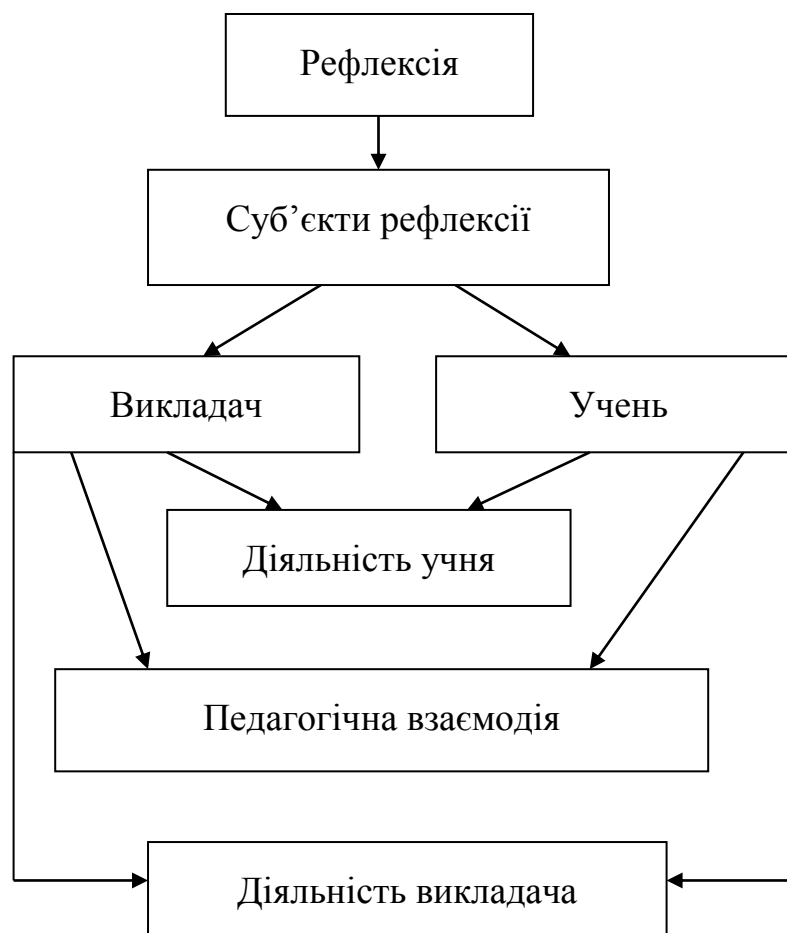 Рефлексія
Суб’єкти рефлексії
Викладач
Учень
Діяльність учня
Педагогічна взаємодія
Діяльність викладача